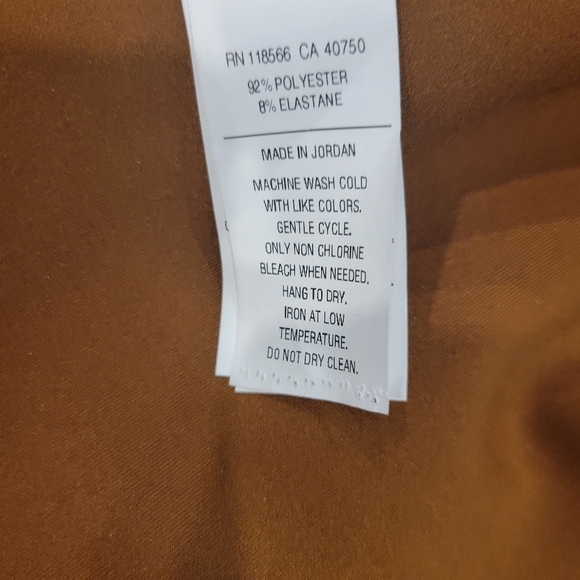 RN 118566 CA 40750
92% POLYESTER
8% ELASTANE
MADE IN JORDAN
MACHINE WASH COLD
WITH LIKE COLORS.
GENTLE CYCLE.
ONLY NON CHLORINE
BLEACH WHEN NEEDED.
HANG TO DRY.
IRON AT LOW
TEMPERATURE.
DO NOT DRY CLEAN.